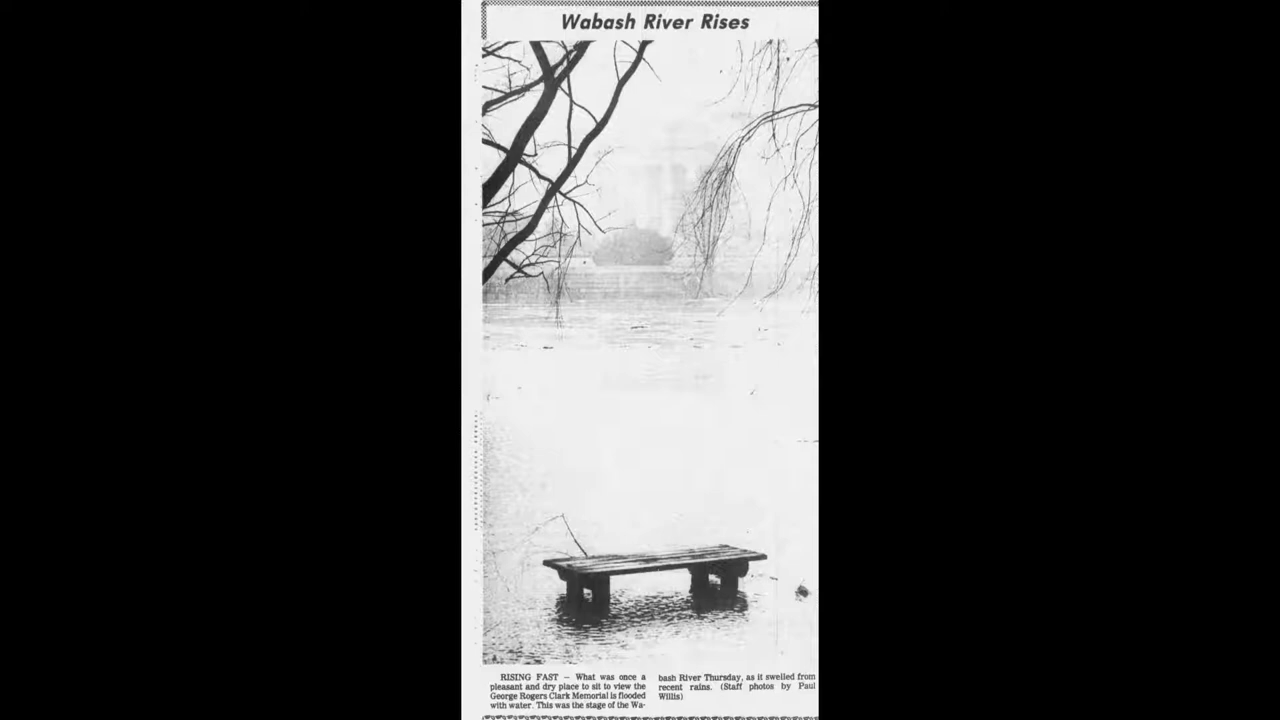 Wabash River Rises
RISING FAST — What was once a
pleasant and dry place to sit to view the
George Rogers Clark Memorial is flooded
with water. This was the stage of the Wa-
bash River Thursday, as it swelled from
recent rains. (Staff photos by Paul
Willis)